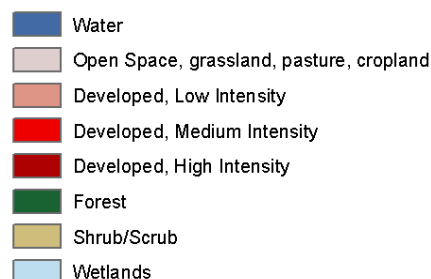 Water
Open Space, grassland, pasture, cropland
Developed, Low Intensity
Developed, Medium Intensity
Developed, High Intensity
Forest
Shrub/Scrub
Wetlands